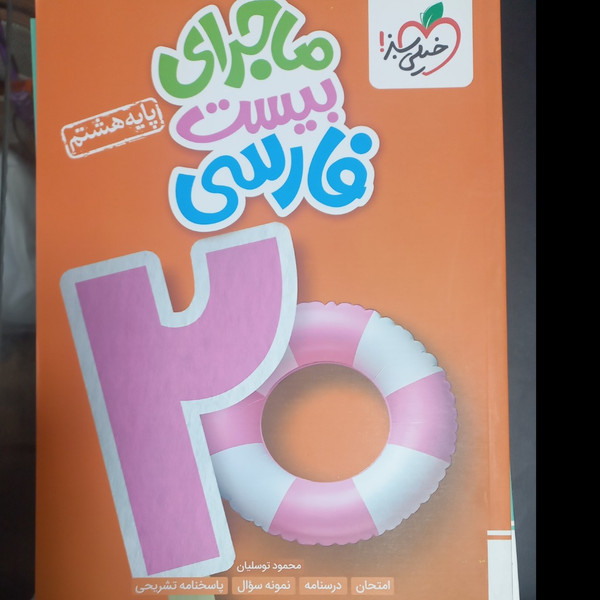 خیلی سبز!
ماجرای
بیست
فارسی
پایه هشتم
۲۰
محمود توسلیان
امتحان درسنامه نمونه سؤال پاسخنامه تشریحی